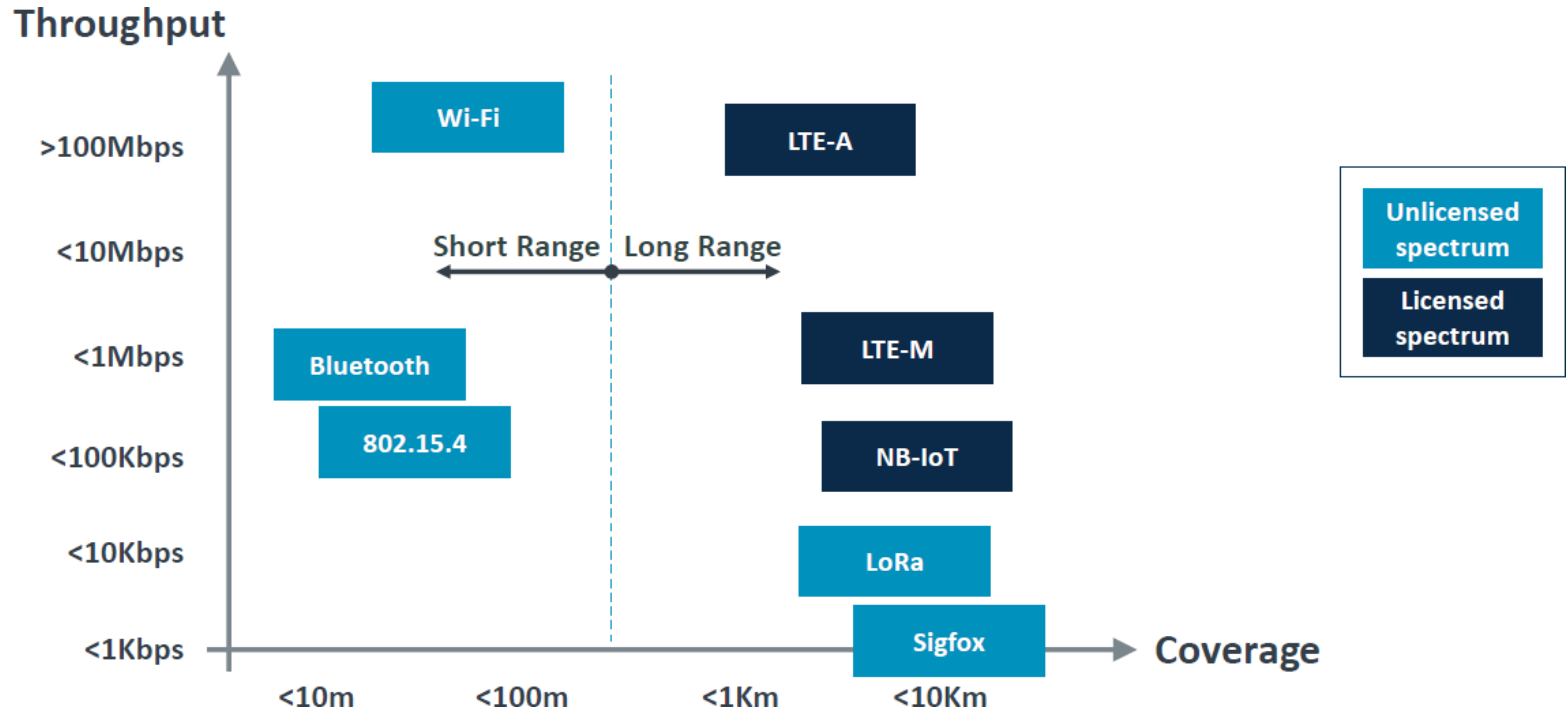 Throughput
Wi-Fi
LTE-A
>100Mbps
Unlicensed
spectrum
<10Mbps
Short Range
Long Range
Licensed
spectrum
<1Mbps
Bluetooth
LTE-M
802.15.4
<100Kbps
NB-IoT
<10Kbps
LoRa
Sigfox
<1Kbps
Coverage
<10m
<100m
<1Km
<10Km